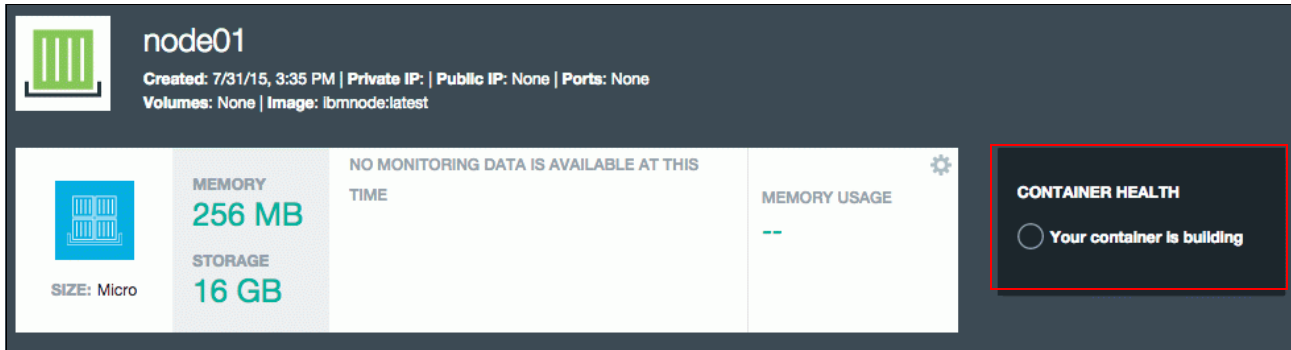 node01
Created: 7/31/15, 3:35 PM | Private IP: | Public IP: None | Ports: None
Volumes: None | Image: ibmnode:latest
SIZE: Micro
MEMORY
256 MB
STORAGE
16 GB
NO MONITORING DATA IS AVAILABLE AT THIS
TIME
MEMORY USAGE
--
CONTAINER HEALTH
Your container is building